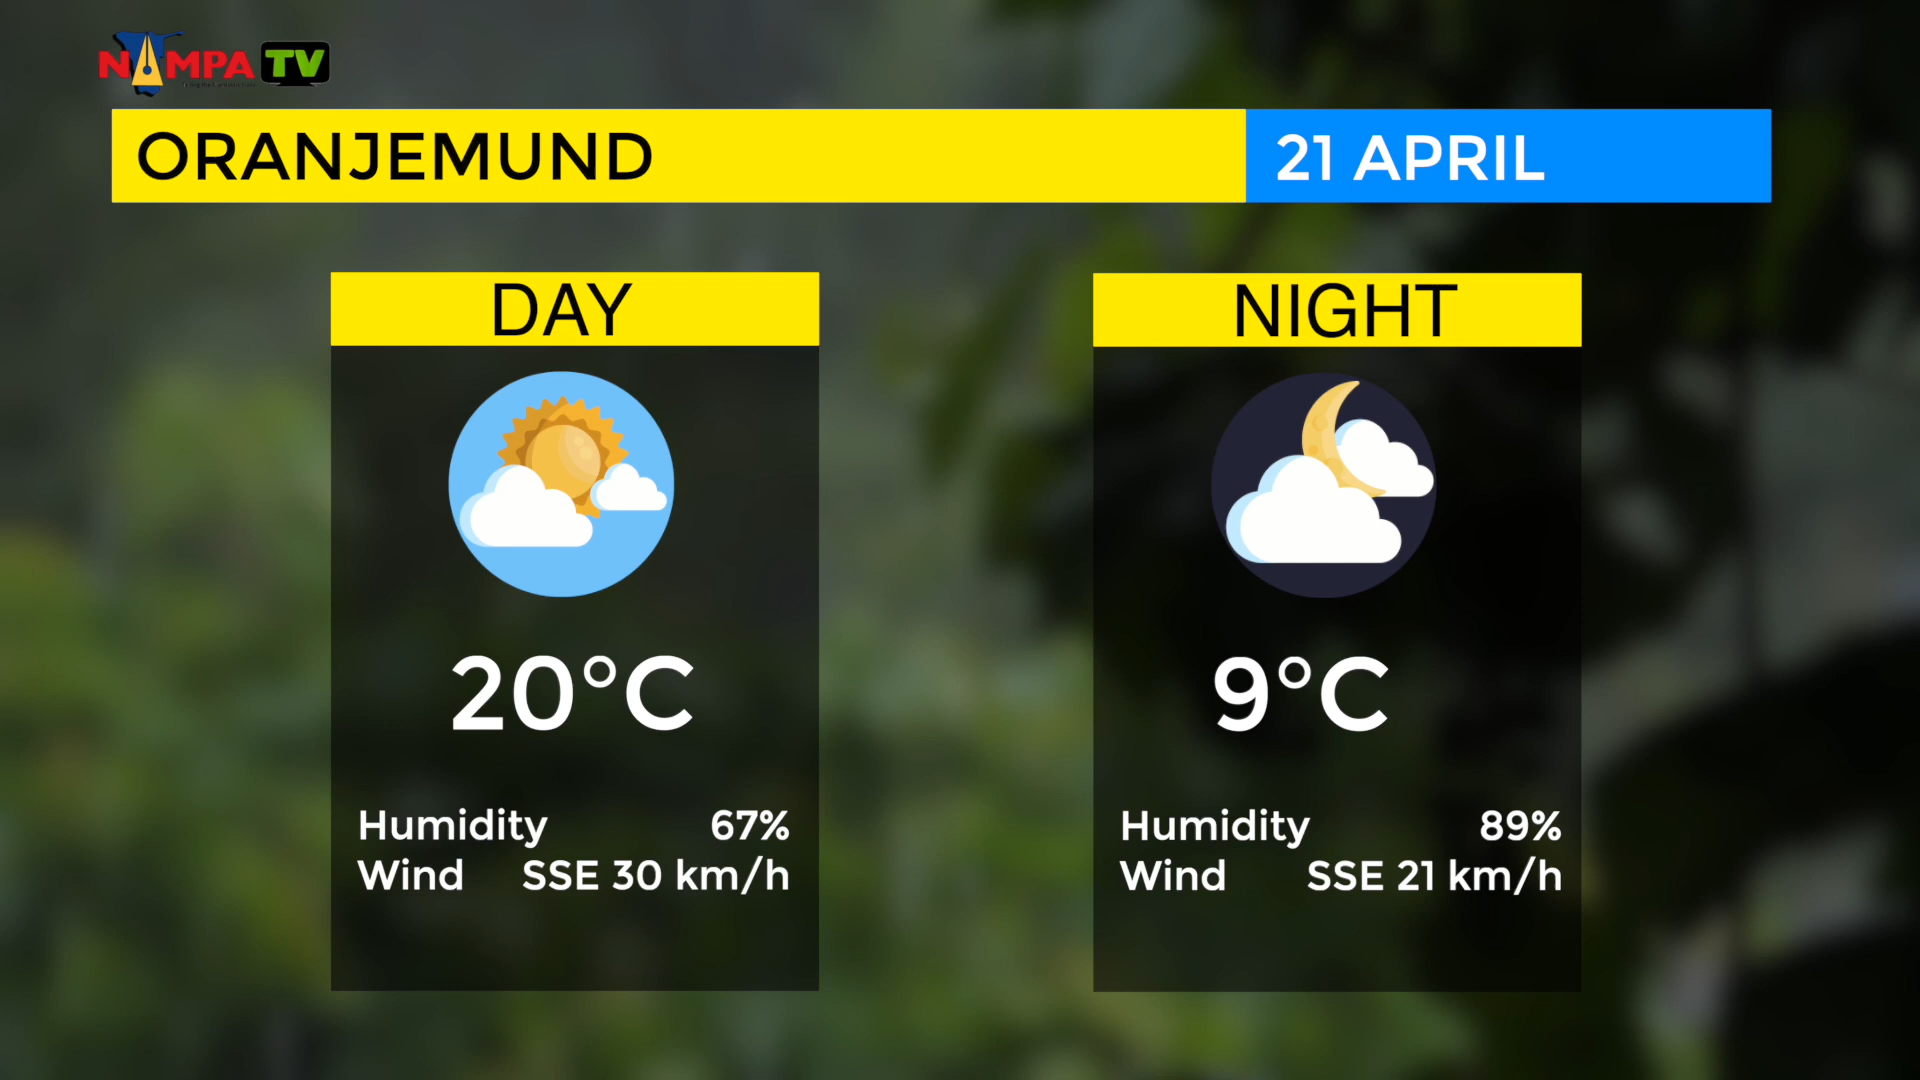 NAMPA TV
ORANJEMUND
21 APRIL
DAY
20°C
Humidity 67%
Wind SSE 30 km/h
NIGHT
9°C
Humidity 89%
Wind SSE 21 km/h